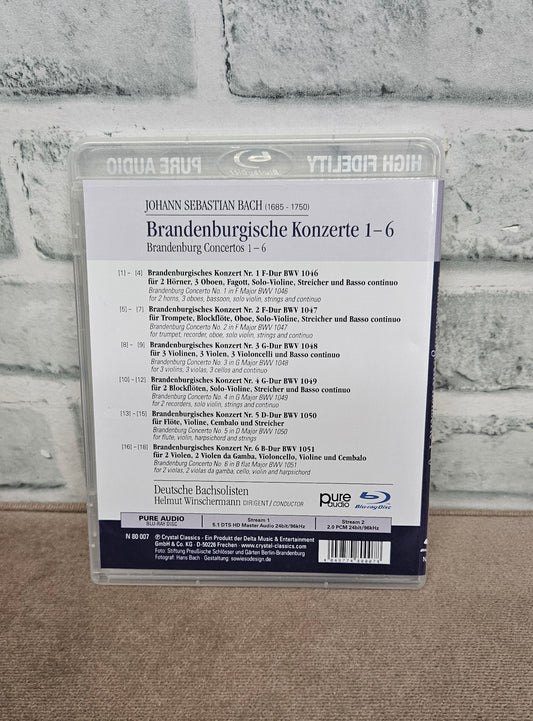 PURE AUDIO
Blu-ray Disc
HIGH FIDELITY
JOHANN SEBASTIAN BACH (1685 - 1750)
Brandenburgische Konzerte 1 – 6
Brandenburg Concertos 1 – 6
[1] – [4] Brandenburgisches Konzert Nr. 1 F-Dur BWV 1046
für 2 Hörner, 3 Oboen, Fagott, Solo-Violine, Streicher und Basso continuo
Brandenburg Concerto No. 1 in F Major BWV 1046
for 2 horns, 3 oboes, bassoon, solo violin, strings and continuo
[5] – [7] Brandenburgisches Konzert Nr. 2 F-Dur BWV 1047
für Trompete, Blockflöte, Oboe, Solo-Violine, Streicher und Basso continuo
Brandenburg Concerto No. 2 in F Major BWV 1047
for trumpet, recorder, oboe, solo violin, strings and continuo
[8] – [9] Brandenburgisches Konzert Nr. 3 G-Dur BWV 1048
für 3 Violinen, 3 Violen, 3 Violoncelli und Basso continuo
Brandenburg Concerto No. 3 in G Major BWV 1048
for 3 violins, 3 violas, 3 cellos and continuo
[10] – [12] Brandenburgisches Konzert Nr. 4 G-Dur BWV 1049
für 2 Blockflöten, Solo-Violine, Streicher und Basso continuo
Brandenburg Concerto No. 4 in G Major BWV 1049
for 2 recorders, solo violin, strings and continuo
[13] – [15] Brandenburgisches Konzert Nr. 5 D-Dur BWV 1050
für Flöte, Violine, Cembalo und Streicher
Brandenburg Concerto No. 5 in D Major BWV 1050
for flute, violin, harpsichord and strings
[16] – [18] Brandenburgisches Konzert Nr. 6 B-Dur BWV 1051
für 2 Violen, 2 Violen da Gamba, Violoncello, Violine und Cembalo
Brandenburg Concerto No. 6 in B flat Major BWV 1051
for 2 violas, 2 violas da gamba, cello, violin and harpsichord
Deutsche Bachsolisten
Helmut Winschermann DIRIGENT / CONDUCTOR
pure audio
Blu-ray Disc
PURE AUDIO
BLU-RAY DISC
Stream 1
5.1 DTS HD Master Audio 24bit/96kHz
Stream 2
2.0 PCM 24bit/96kHz
N 80 007
℗ Crystal Classics - Ein Produkt der Delta Music & Entertainment
GmbH & Co. KG · D-50226 Frechen · www.crystal-classics.com
Foto: Stiftung Preußische Schlösser und Gärten Berlin-Brandenburg
Fotograf: Hans Bach · Gestaltung: sowiesodesign.de